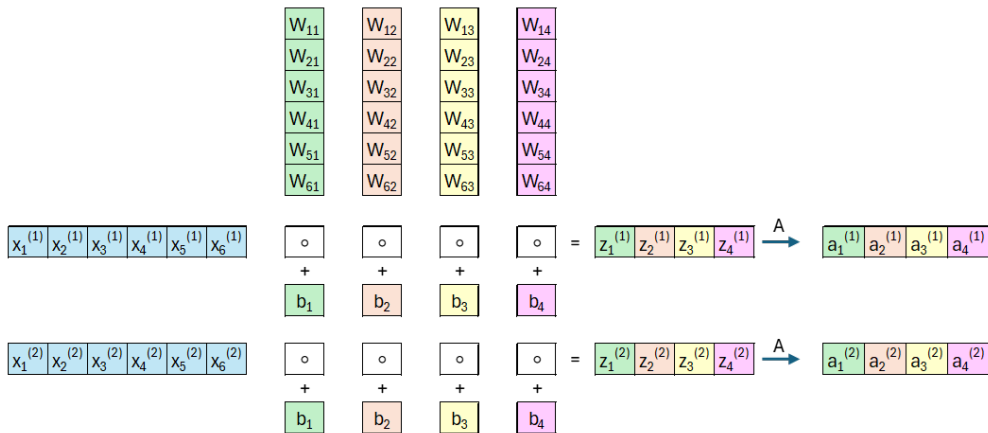 W₁₁ W₁₂ W₁₃ W₁₄
W₂₁ W₂₂ W₂₃ W₂₄
W₃₁ W₃₂ W₃₃ W₃₄
W₄₁ W₄₂ W₄₃ W₄₄
W₅₁ W₅₂ W₅₃ W₅₄
W₆₁ W₆₂ W₆₃ W₆₄
A
x₁⁽¹⁾ x₂⁽¹⁾ x₃⁽¹⁾ x₄⁽¹⁾ x₅⁽¹⁾ x₆⁽¹⁾ ∘ ∘ ∘ ∘ = z₁⁽¹⁾ z₂⁽¹⁾ z₃⁽¹⁾ z₄⁽¹⁾ a₁⁽¹⁾ a₂⁽¹⁾ a₃⁽¹⁾ a₄⁽¹⁾
+ + + +
b₁ b₂ b₃ b₄
A
x₁⁽²⁾ x₂⁽²⁾ x₃⁽²⁾ x₄⁽²⁾ x₅⁽²⁾ x₆⁽²⁾ ∘ ∘ ∘ ∘ = z₁⁽²⁾ z₂⁽²⁾ z₃⁽²⁾ z₄⁽²⁾ a₁⁽²⁾ a₂⁽²⁾ a₃⁽²⁾ a₄⁽²⁾
+ + + +
b₁ b₂ b₃ b₄